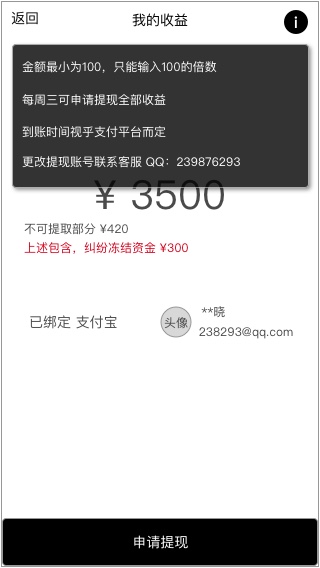 返回
我的收益
i
金额最小为100，只能输入100的倍数
每周三可申请提现全部收益
到账时间视乎支付平台而定
更改提现账号联系客服 QQ：239876293
¥ 3500
不可提取部分 ¥420
上述包含，纠纷冻结资金 ¥300
已绑定 支付宝
头像
**晓
238293@qq.com
申请提现